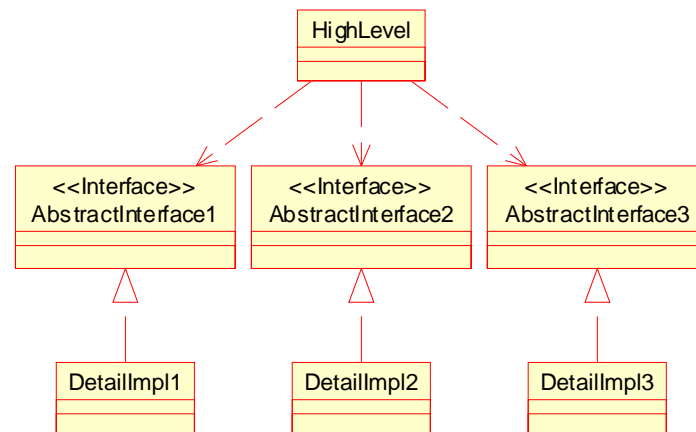 HighLevel
<<Interface>>
AbstractInterface1
<<Interface>>
AbstractInterface2
<<Interface>>
AbstractInterface3
DetailImpl1
DetailImpl2
DetailImpl3